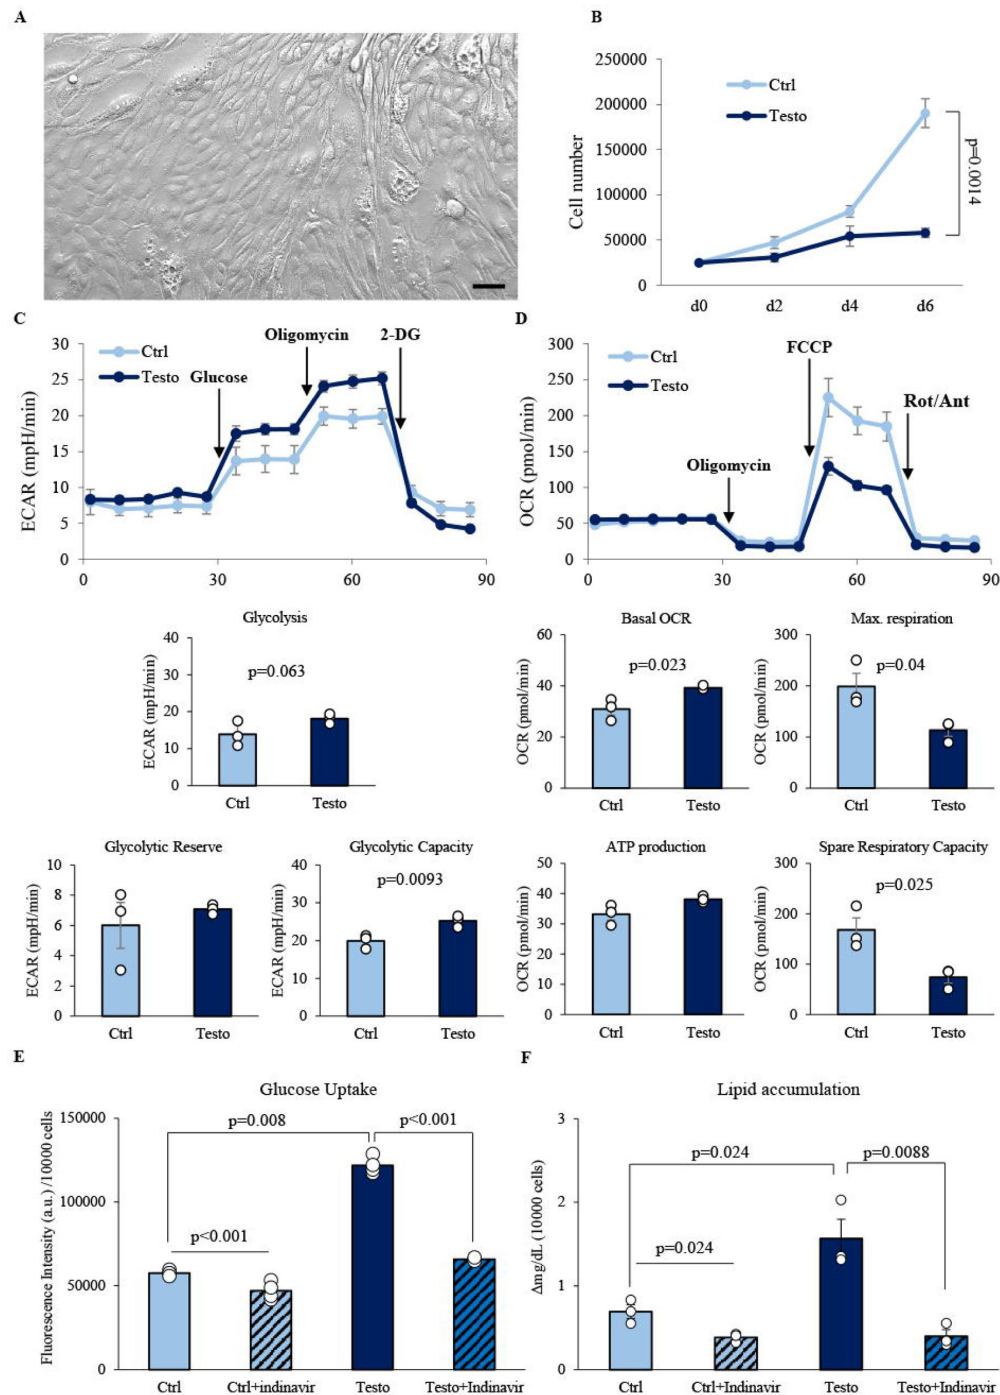 A
B
250000
200000
150000
100000
50000
0
Cell number
Ctrl
Testo
p=0.0014
d0 d2 d4 d6
C
30
25
20
15
10
5
0
ECAR (mpH/min)
Ctrl
Testo
Glucose
Oligomycin
2-DG
0 30 60 90
D
300
250
200
150
100
50
0
OCR (pmol/min)
Ctrl
Testo
Oligomycin
FCCP
Rot/Ant
0 30 60 90
Glycolysis
40
30
20
10
0
ECAR (mpH/min)
p=0.063
Ctrl Testo
Basal OCR
60
40
20
0
OCR (pmol/min)
p=0.023
Ctrl Testo
Max. respiration
300
200
100
0
OCR (pmol/min)
p=0.04
Ctrl Testo
Glycolytic Reserve
10
8
6
4
2
0
ECAR (mpH/min)
Ctrl Testo
Glycolytic Capacity
40
30
20
10
0
ECAR (mpH/min)
p=0.0093
Ctrl Testo
ATP production
50
40
30
20
10
0
OCR (pmol/min)
Ctrl Testo
Spare Respiratory Capacity
300
200
100
0
OCR (pmol/min)
p=0.025
Ctrl Testo
E
Glucose Uptake
150000
100000
50000
0
Fluorescence Intensity (a.u.) /10000 cells
p=0.008
p<0.001
p<0.001
Ctrl Ctrl+indinavir Testo Testo+Indinavir
F
Lipid accumulation
3
2
1
0
Δmg/dL (10000 cells)
p=0.024
p=0.0088
p=0.024
Ctrl Ctrl+Indinavir Testo Testo+Indinavir